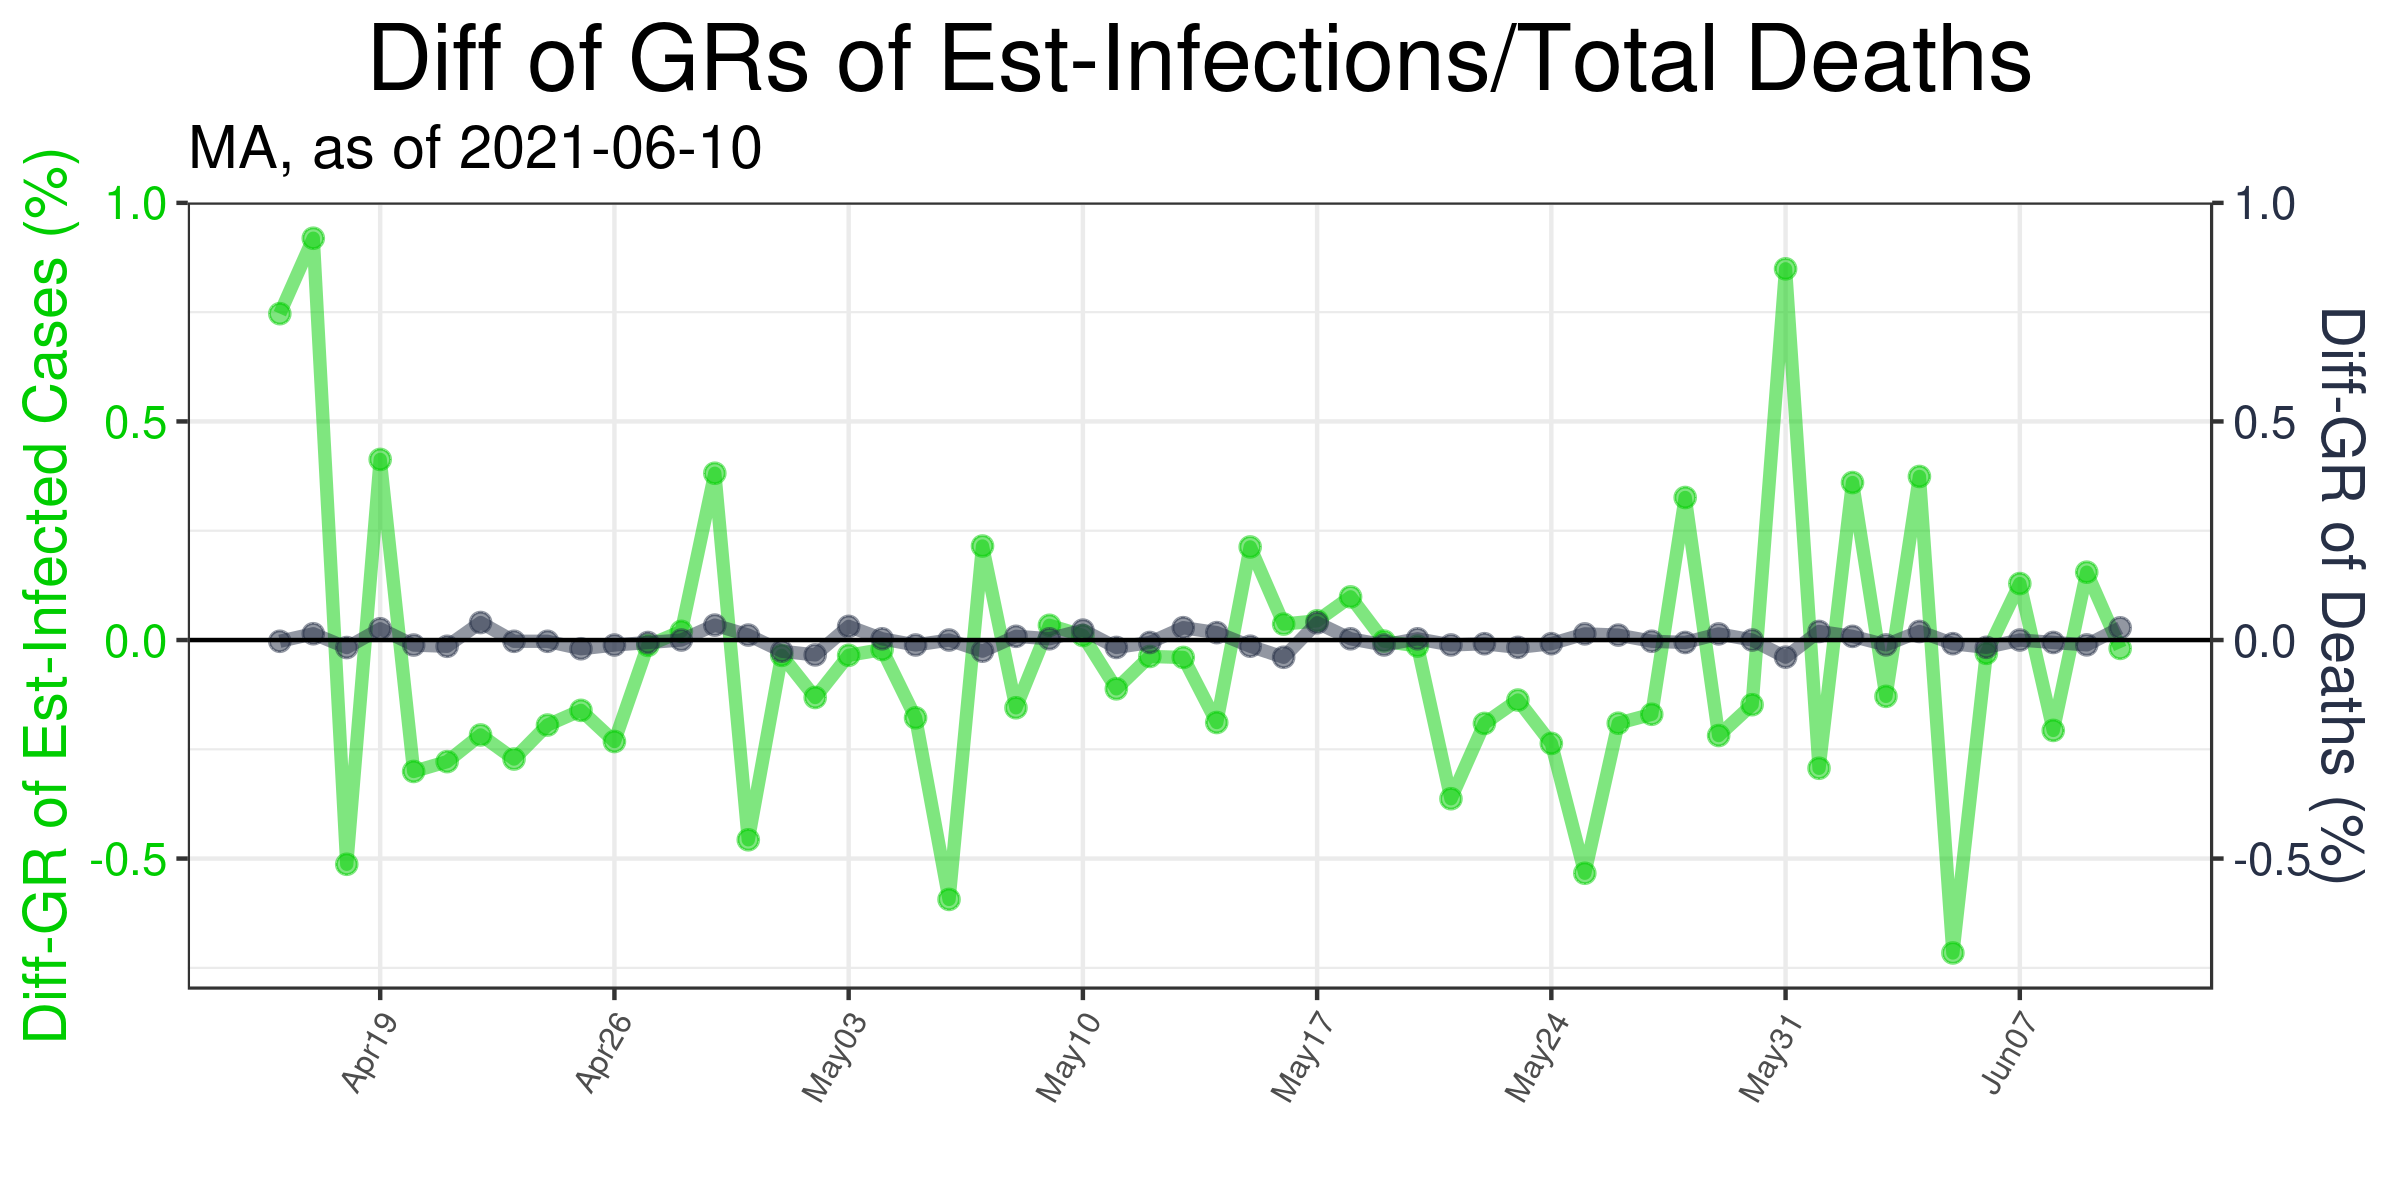 Diff of GRs of Est-Infections/Total Deaths
MA, as of 2021-06-10
Diff-GR of Est-Infected Cases (%)
1.0
0.5
0.0
-0.5
1.0
0.5
0.0
-0.5
Diff-GR of Deaths (%)
Apr19
Apr26
May03
May10
May17
May24
May31
Jun07